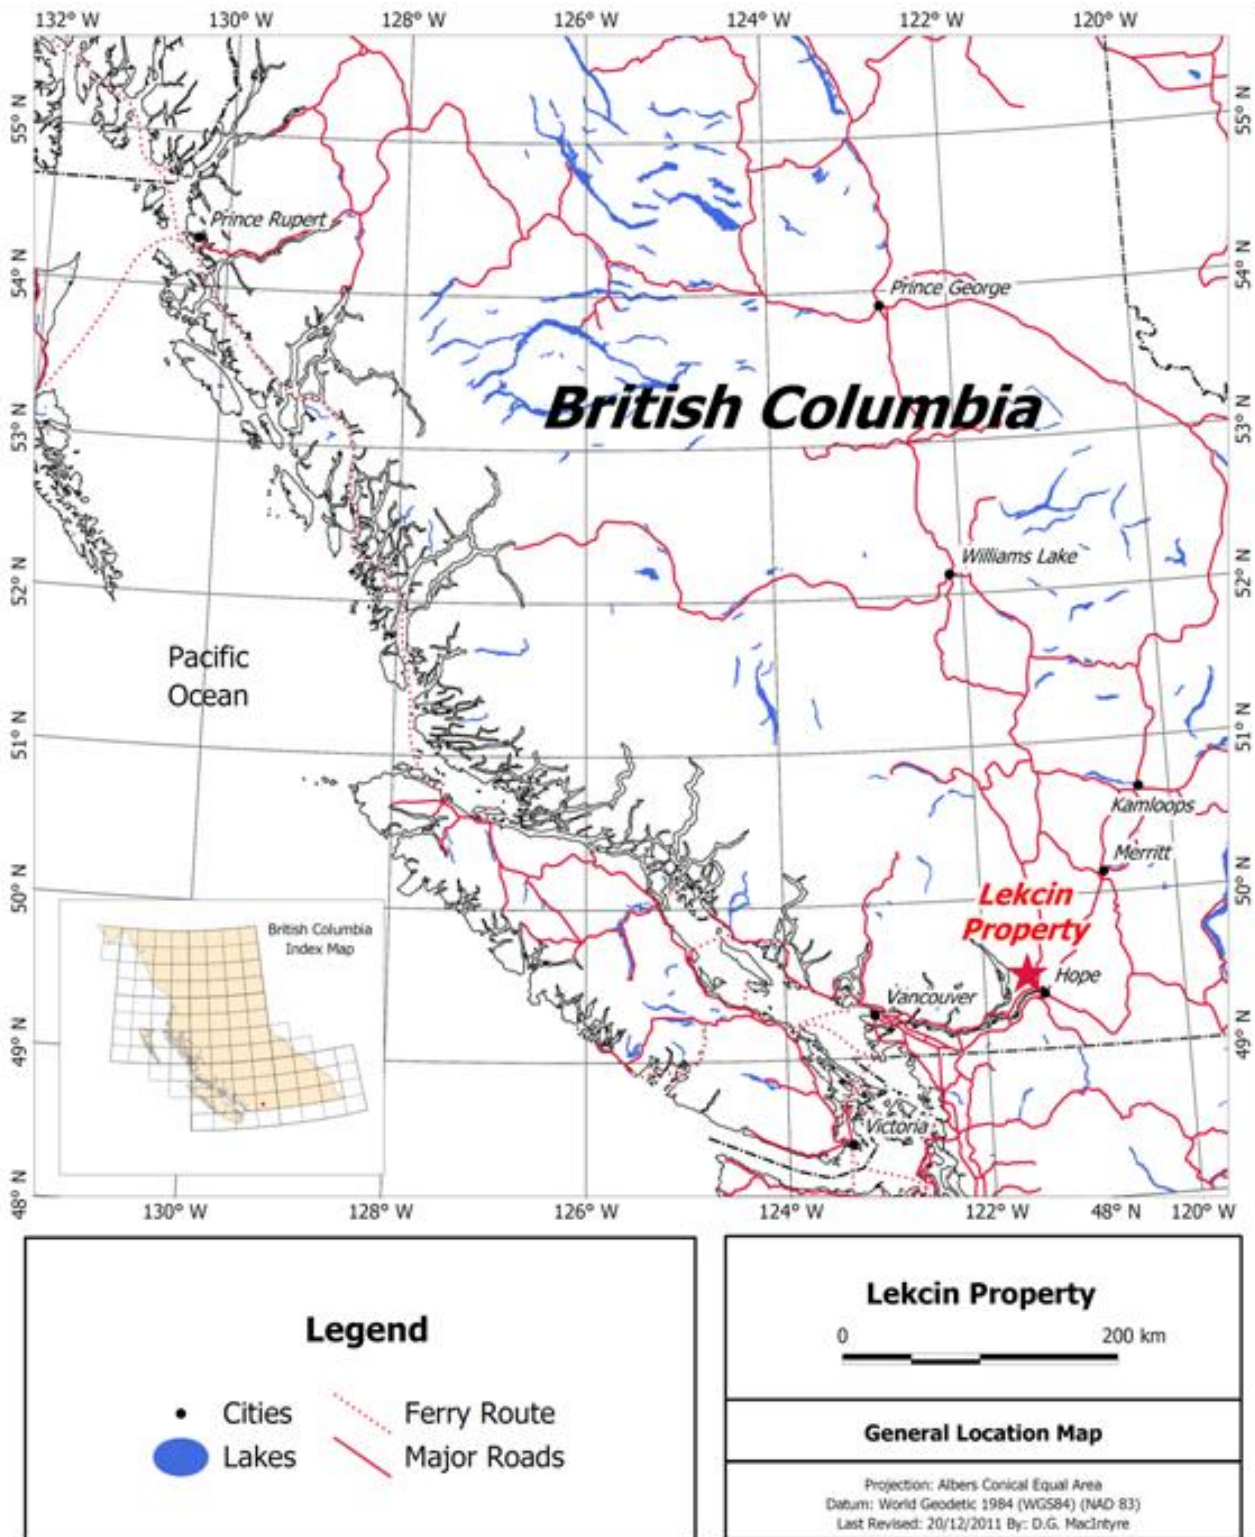 132° W 130° W 128° W 126° W 124° W 122° W 120° W
55° N
55° N
Prince Rupert
54° N
54° N
Prince George
British Columbia
53° N
53° N
Williams Lake
52° N
52° N
Pacific
Ocean
51° N
51° N
Kamloops
Merritt
50° N
50° N
Lekcin
Property
British Columbia
Index Map
Hope
Vancouver
49° N
49° N
Victoria
48° N
130° W 128° W 126° W 124° W 122° W 48° N 120° W
Legend
Cities
Ferry Route
Lakes
Major Roads
Lekcin Property
0 200 km
General Location Map
Projection: Albers Conical Equal Area
Datum: World Geodetic 1984 (WGS84) (NAD 83)
Last Revised: 20/12/2011 By: D.G. MacIntyre